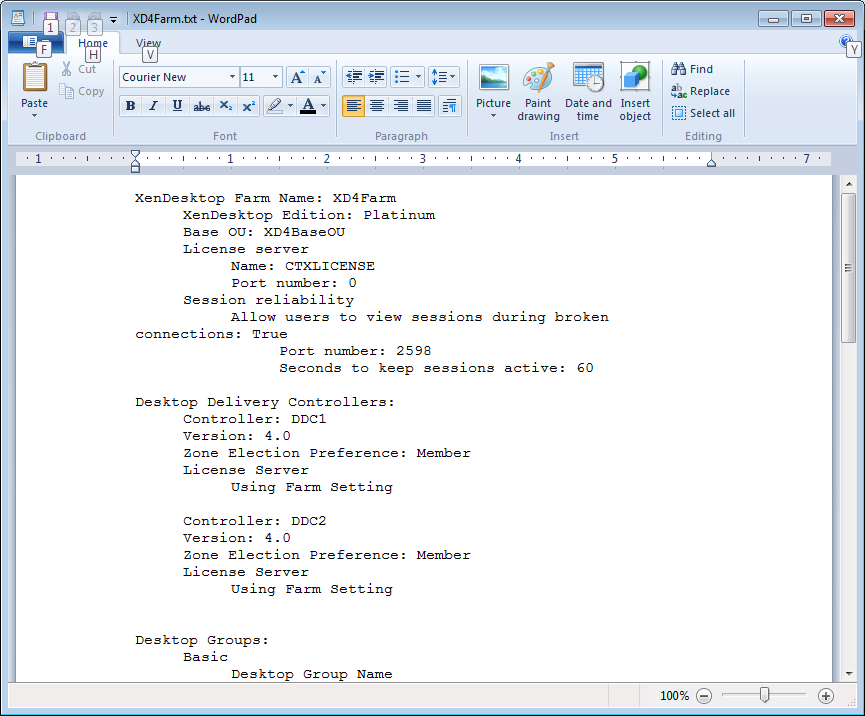 XD4Farm.txt - WordPad
1 2 3
F Home View Y
H V
Paste
Cut
Copy
Clipboard
Courier New 11
B I U abc X₂ X²
Font
Paragraph
Picture
Paint drawing
Date and time
Insert object
Insert
Find
Replace
Select all
Editing
1 1 2 3 4 5 7
XenDesktop Farm Name: XD4Farm
XenDesktop Edition: Platinum
Base OU: XD4BaseOU
License server
Name: CTXLICENSE
Port number: 0
Session reliability
Allow users to view sessions during broken
connections: True
Port number: 2598
Seconds to keep sessions active: 60
Desktop Delivery Controllers:
Controller: DDC1
Version: 4.0
Zone Election Preference: Member
License Server
Using Farm Setting
Controller: DDC2
Version: 4.0
Zone Election Preference: Member
License Server
Using Farm Setting
Desktop Groups:
Basic
Desktop Group Name
100%